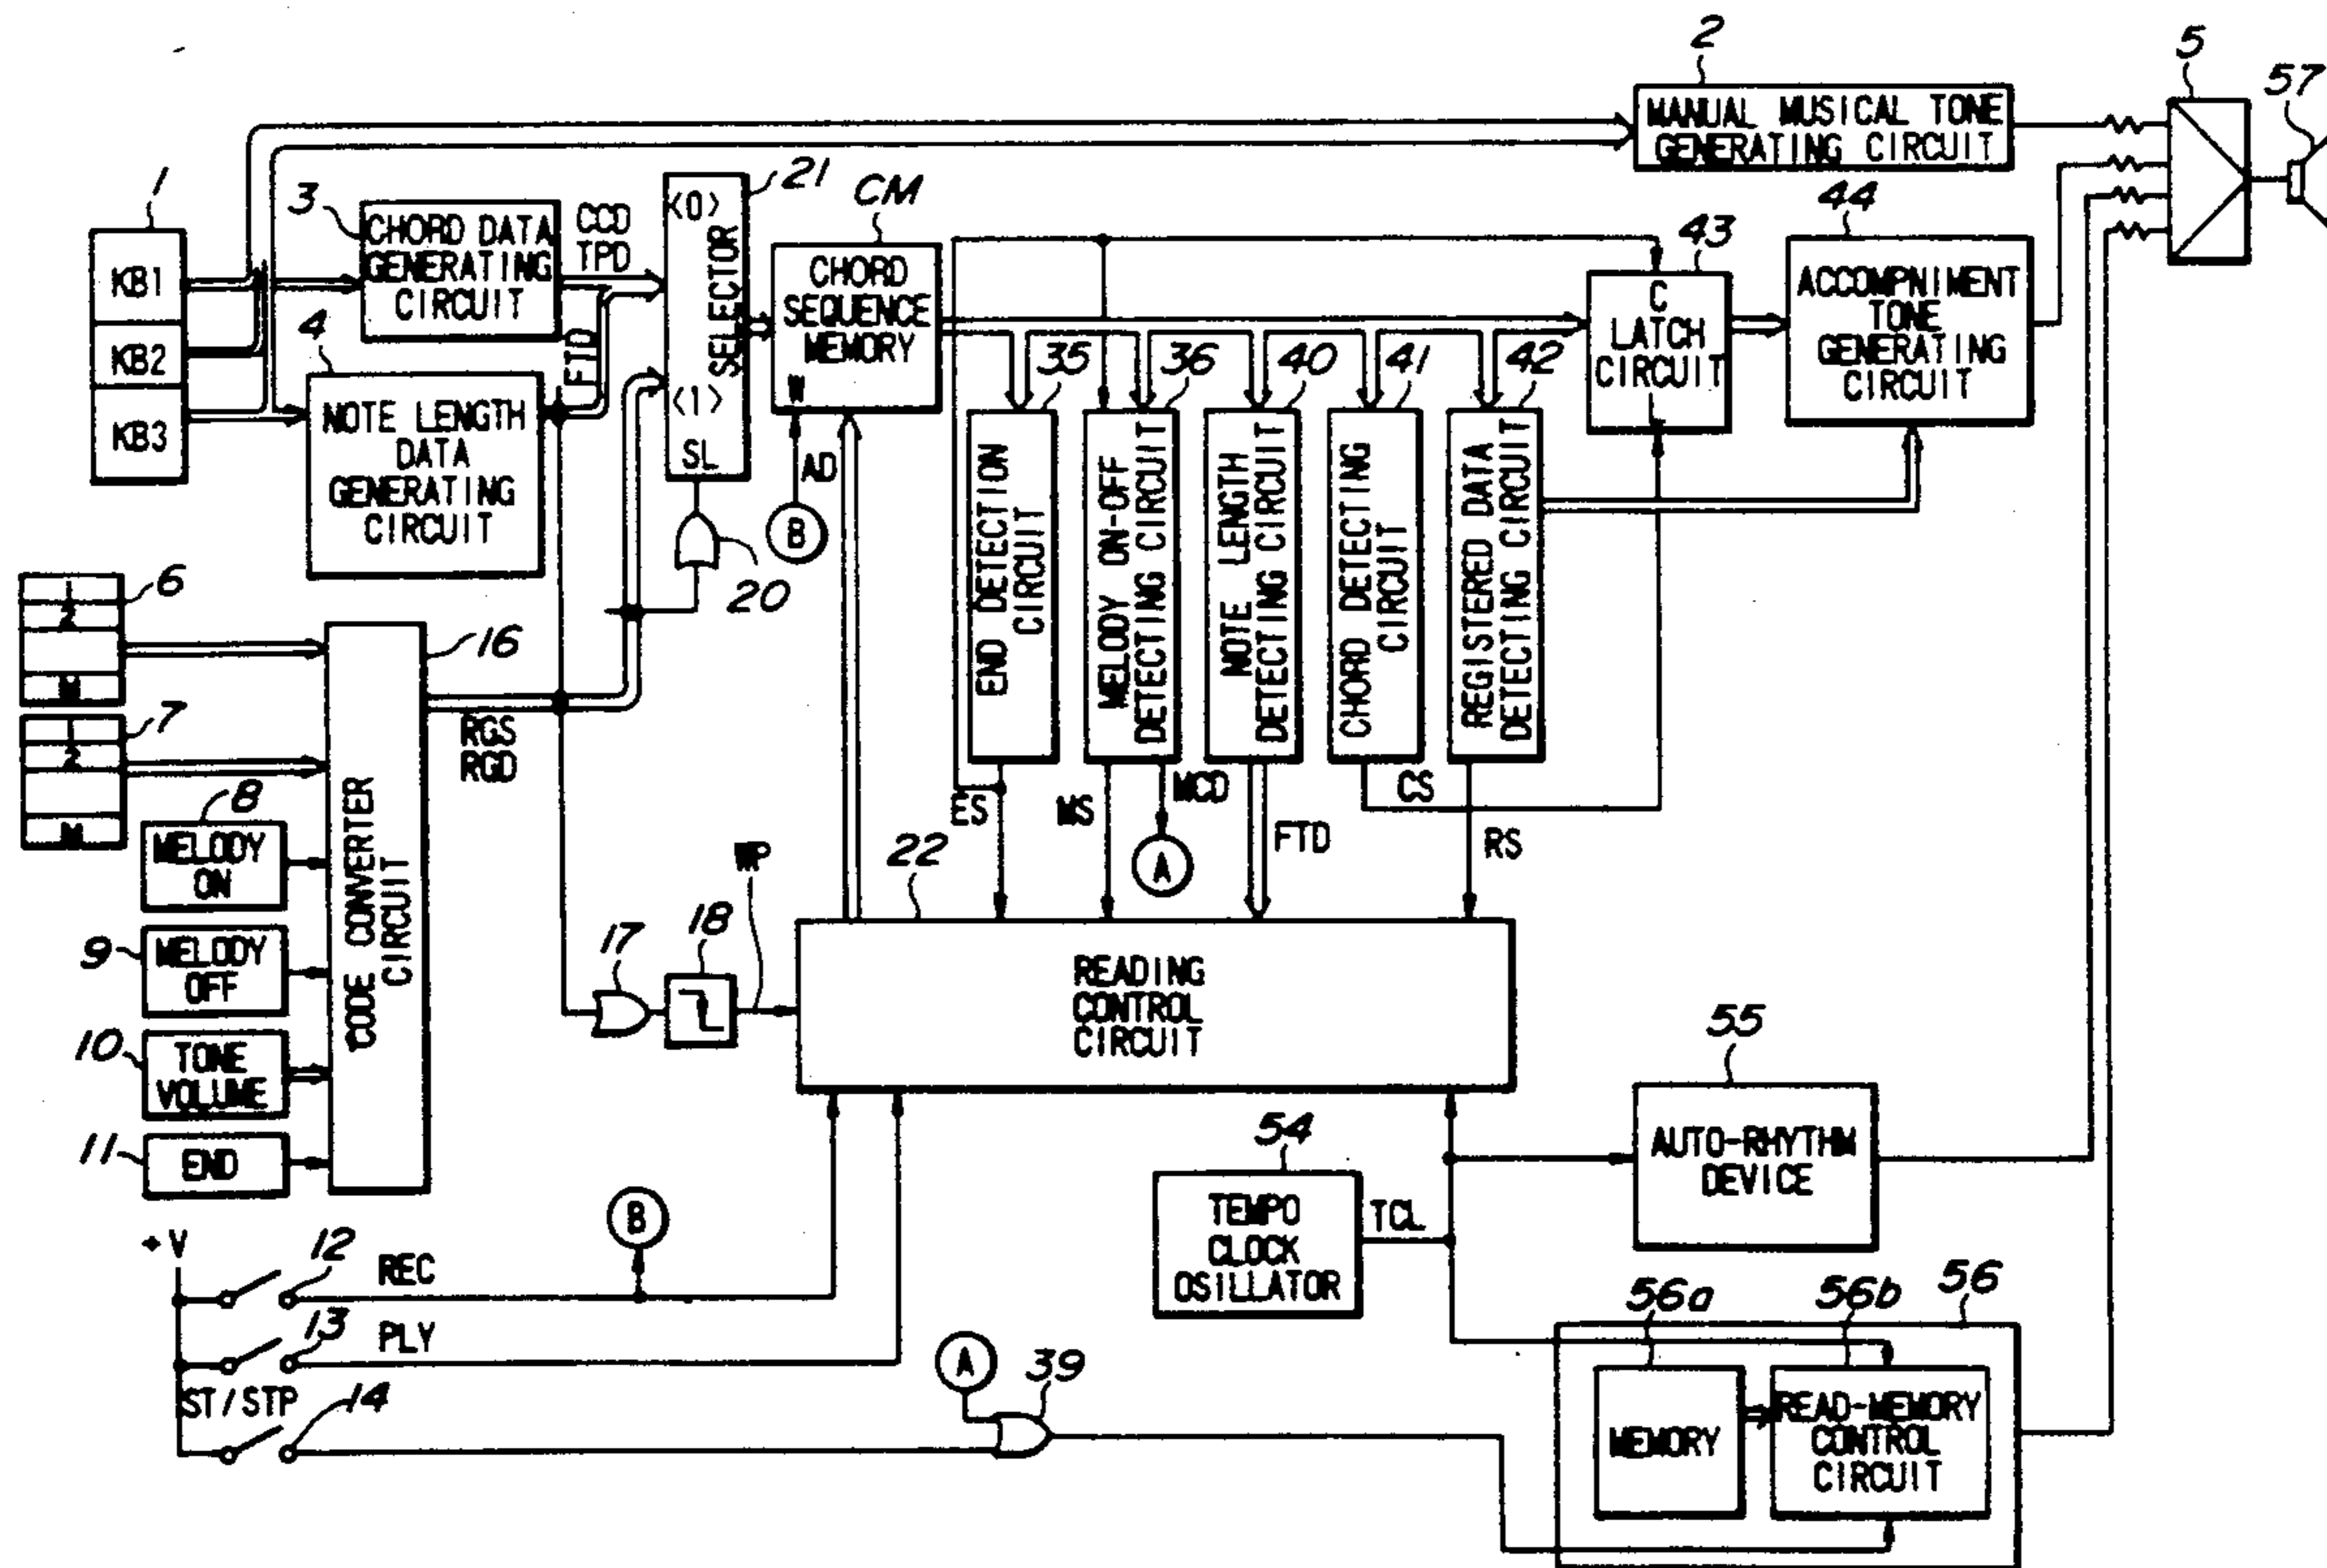 2
5
57
MANUAL MUSICAL TONE
GENERATING CIRCUIT
1
KB1
KB2
KB3
3
CHORD DATA
GENERATING
CIRCUIT
CCD
TPD
FTD
4
NOTE LENGTH
DATA
GENERATING
CIRCUIT
21
<0>
SELECTOR
<1>
SL
20
CM
CHORD
SEQUENCE
MEMORY
W
AD
B
35
END DETECTION
CIRCUIT
36
MELODY ON-OFF
DETECTING CIRCUIT
40
NOTE LENGTH
DETECTING CIRCUIT
41
CHORD DETECTING
CIRCUIT
42
REGISTERED DATA
DETECTING CIRCUIT
43
C
LATCH
CIRCUIT
L
44
ACCOMPNIMENT
TONE
GENERATING
CIRCUIT
6
1
2
M
7
1
2
M
8
MELODY
ON
9
MELODY
OFF
10
TONE
VOLUME
11
END
16
CODE CONVERTER
CIRCUIT
RGS
RGD
17
18
WP
ES
MS
MCD
A
FTD
CS
RS
22
READING
CONTROL
CIRCUIT
54
TEMPO
CLOCK
OSILLATOR
TCL
55
AUTO-RHYTHM
DEVICE
+V
12
REC
B
13
PLY
ST/STP
14
A
39
56a
56b
56
MEMORY
READ-MEMORY
CONTROL
CIRCUIT